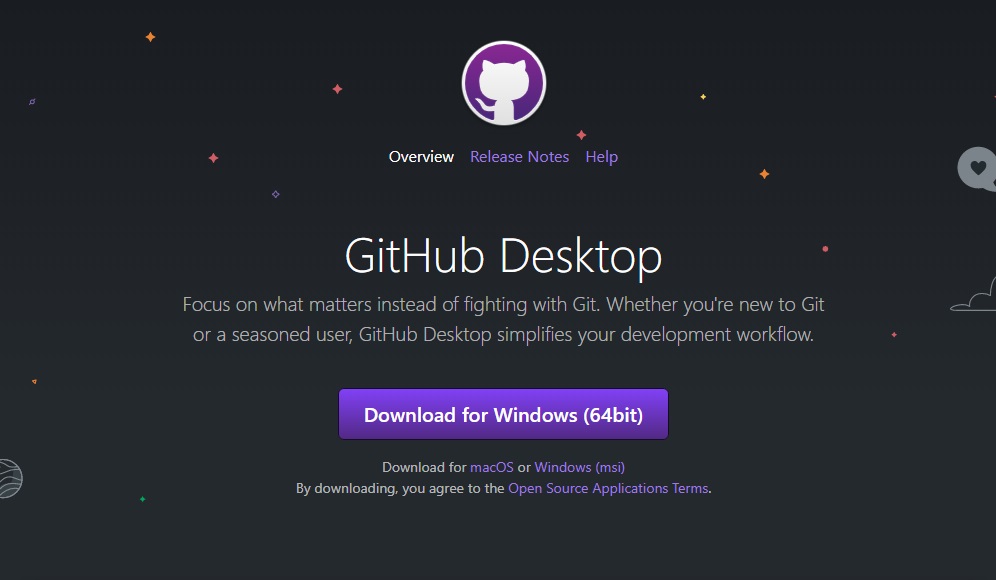 Overview Release Notes Help
GitHub Desktop
Focus on what matters instead of fighting with Git. Whether you're new to Git
or a seasoned user, GitHub Desktop simplifies your development workflow.
Download for Windows (64bit)
Download for macOS or Windows (msi)
By downloading, you agree to the Open Source Applications Terms.